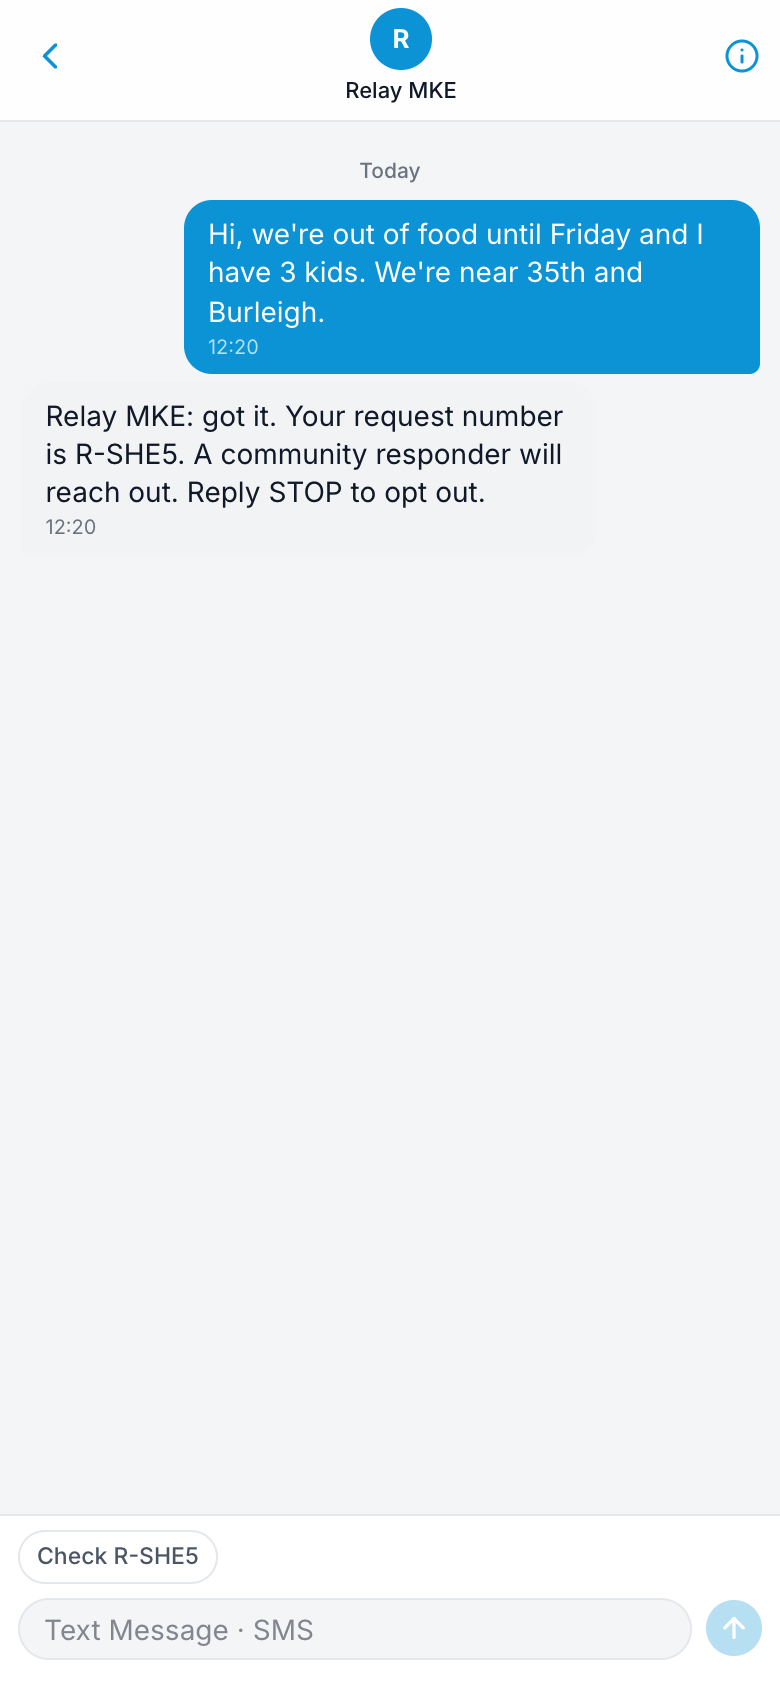 R
Relay MKE
Today
Hi, we're out of food until Friday and I
have 3 kids. We're near 35th and
Burleigh.
12:20
Relay MKE: got it. Your request number
is R-SHE5. A community responder will
reach out. Reply STOP to opt out.
12:20
Check R-SHE5
Text Message · SMS